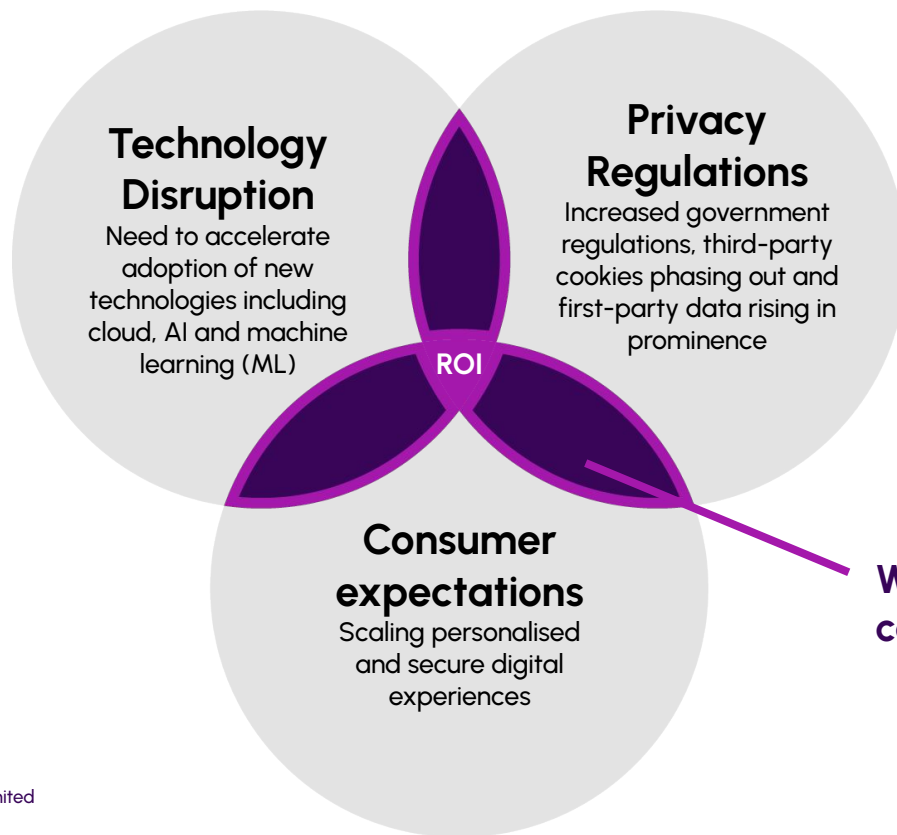 Technology
Disruption
Need to accelerate
adoption of new
technologies including
cloud, AI and machine
learning (ML)
Privacy
Regulations
Increased government
regulations, third-party
cookies phasing out and
first-party data rising in
prominence
ROI
Consumer
expectations
Scaling personalised
and secure digital
experiences